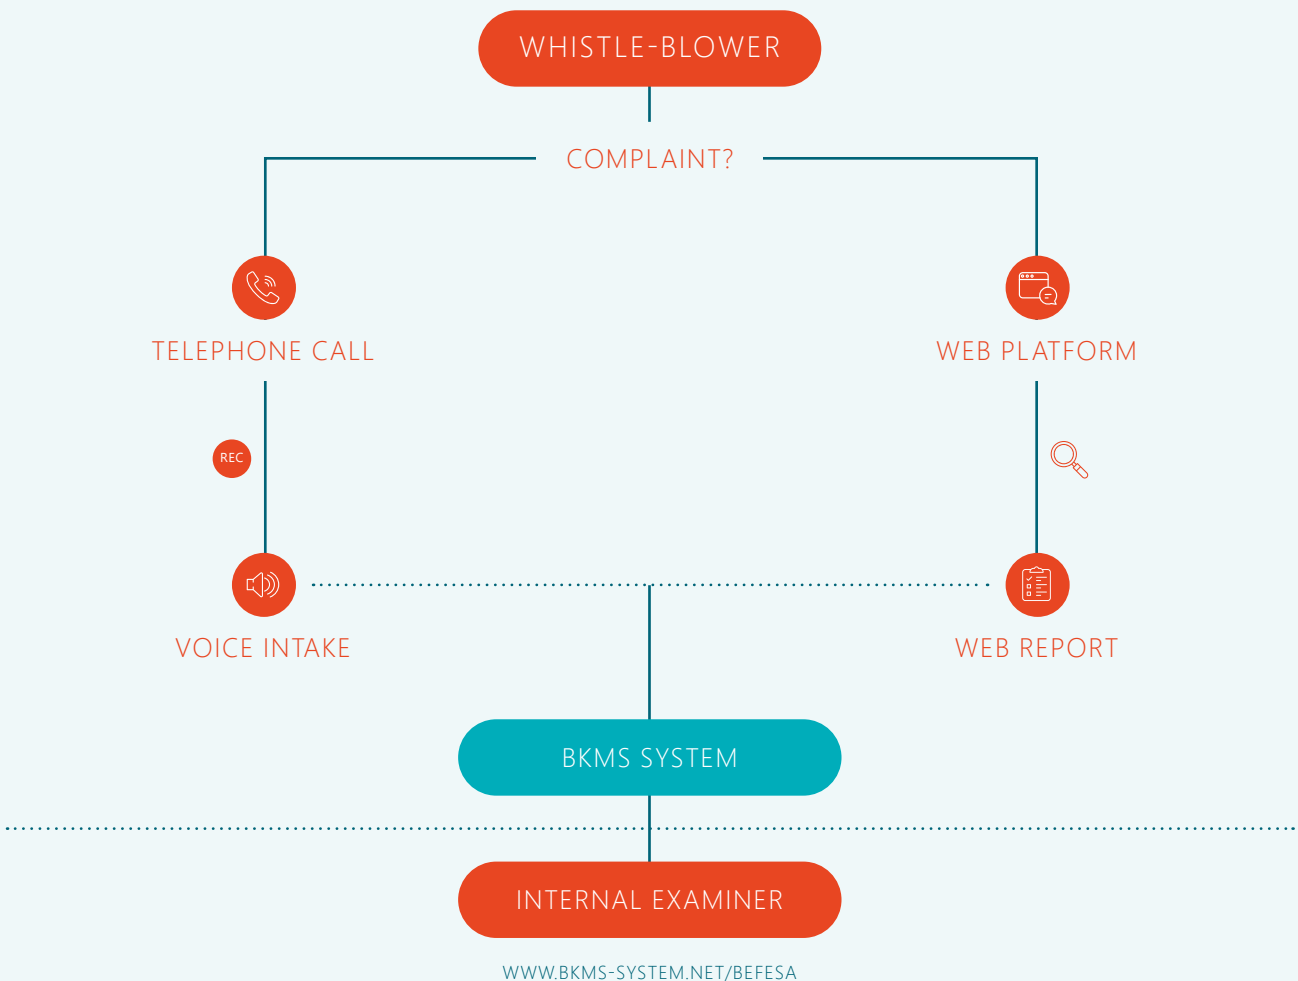 WHISTLE-BLOWER
COMPLAINT?
TELEPHONE CALL
WEB PLATFORM
REC
VOICE INTAKE
WEB REPORT
BKMS SYSTEM
INTERNAL EXAMINER
WWW.BKMS-SYSTEM.NET/BEFESA